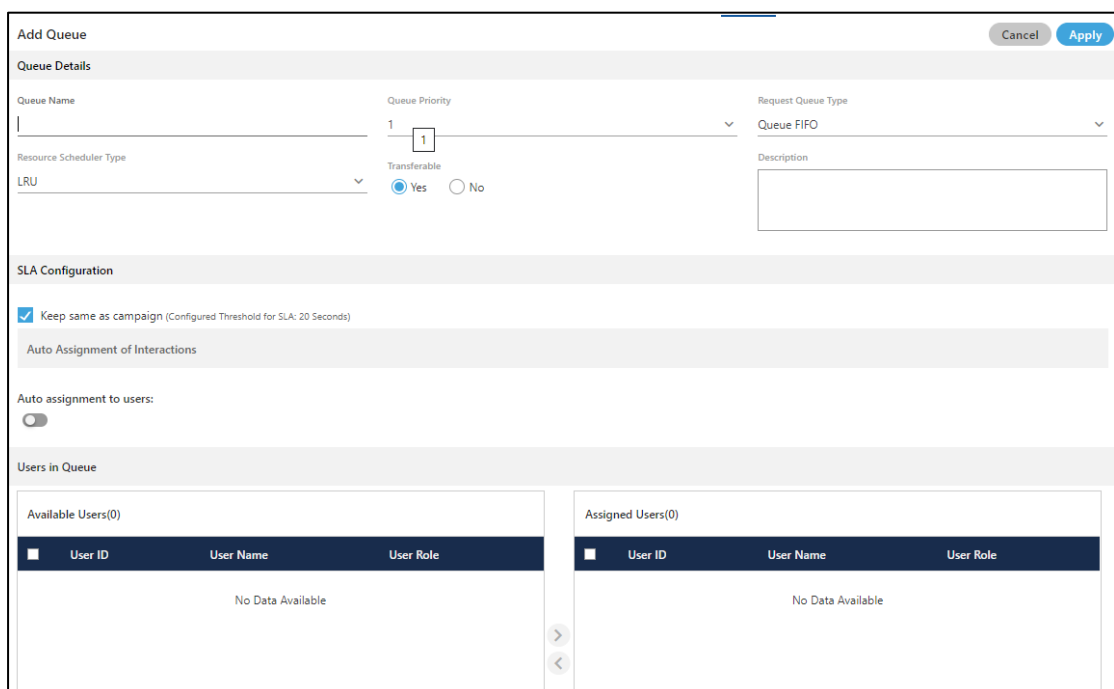 Add Queue
Cancel
Apply
Queue Details
Queue Name
Queue Priority
Request Queue Type
1
Queue FIFO
1
Resource Scheduler Type
Transferable
Description
LRU
Yes
No
SLA Configuration
Keep same as campaign (Configured Threshold for SLA: 20 Seconds)
Auto Assignment of Interactions
Auto assignment to users:
Users in Queue
Available Users(0)
Assigned Users(0)
User ID User Name User Role
User ID User Name User Role
No Data Available
No Data Available